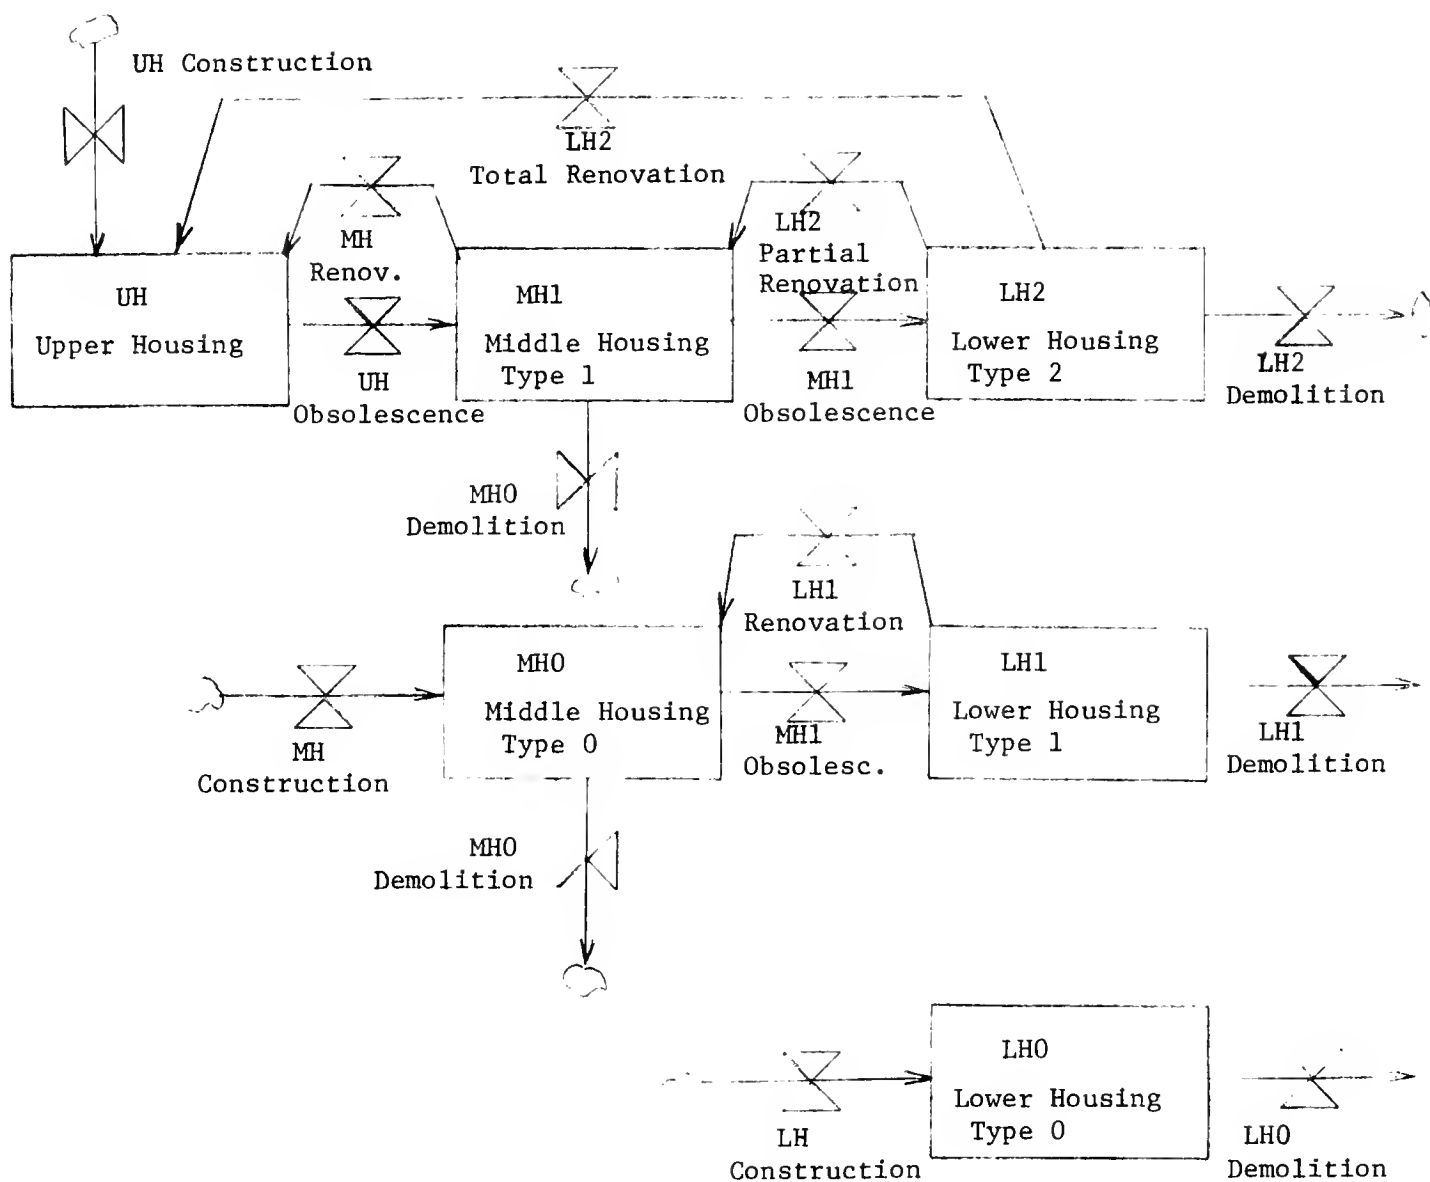 UH Construction
LH2
Total Renovation
MH
Renov.
LH2
Partial
Renovation
UH
Upper Housing
MH1
Middle Housing
Type 1
LH2
Lower Housing
Type 2
UH
Obsolescence
MH1
Obsolescence
LH2
Demolition
MH0
Demolition
LH1
Renovation
MH0
Middle Housing
Type 0
LH1
Lower Housing
Type 1
MH
Construction
MH1
Obsolesc.
LH1
Demolition
MH0
Demolition
LH0
Lower Housing
Type 0
LH
Construction
LH0
Demolition